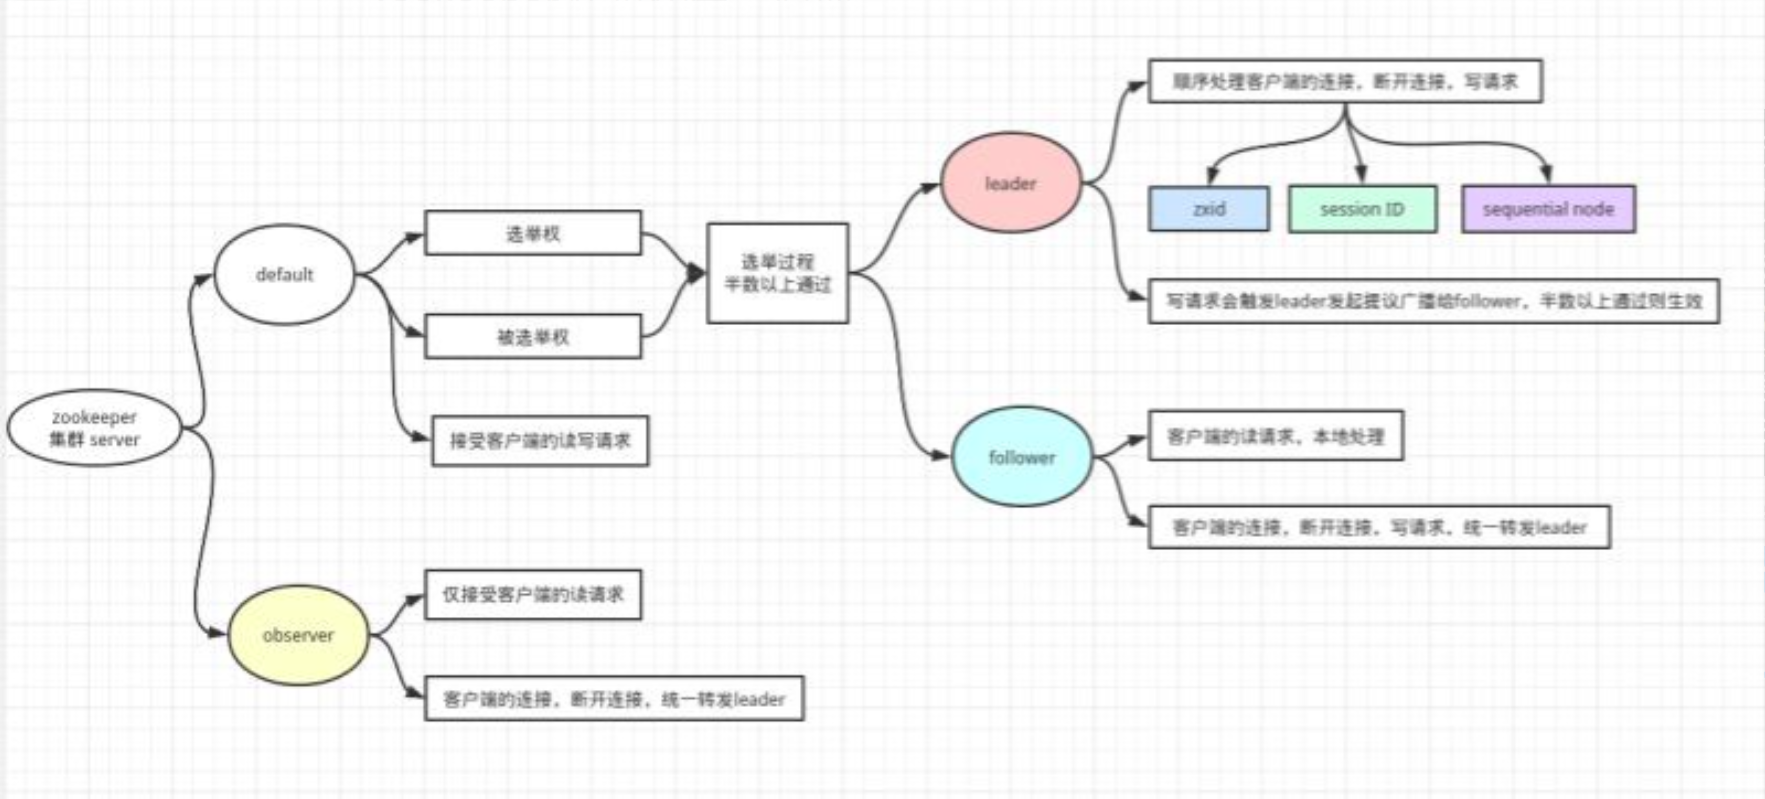 zookeeper
集群 server
default
选举权
被选举权
接受客户端的读写请求
选举过程
半数以上通过
leader
顺序处理客户端的连接，断开连接，写请求
zxid
session ID
sequential node
写请求会触发leader发起提议广播给follower，半数以上通过则生效
follower
客户端的读请求，本地处理
客户端的连接，断开连接，写请求，统一转发leader
observer
仅接受客户端的读请求
客户端的连接，断开连接，统一转发leader